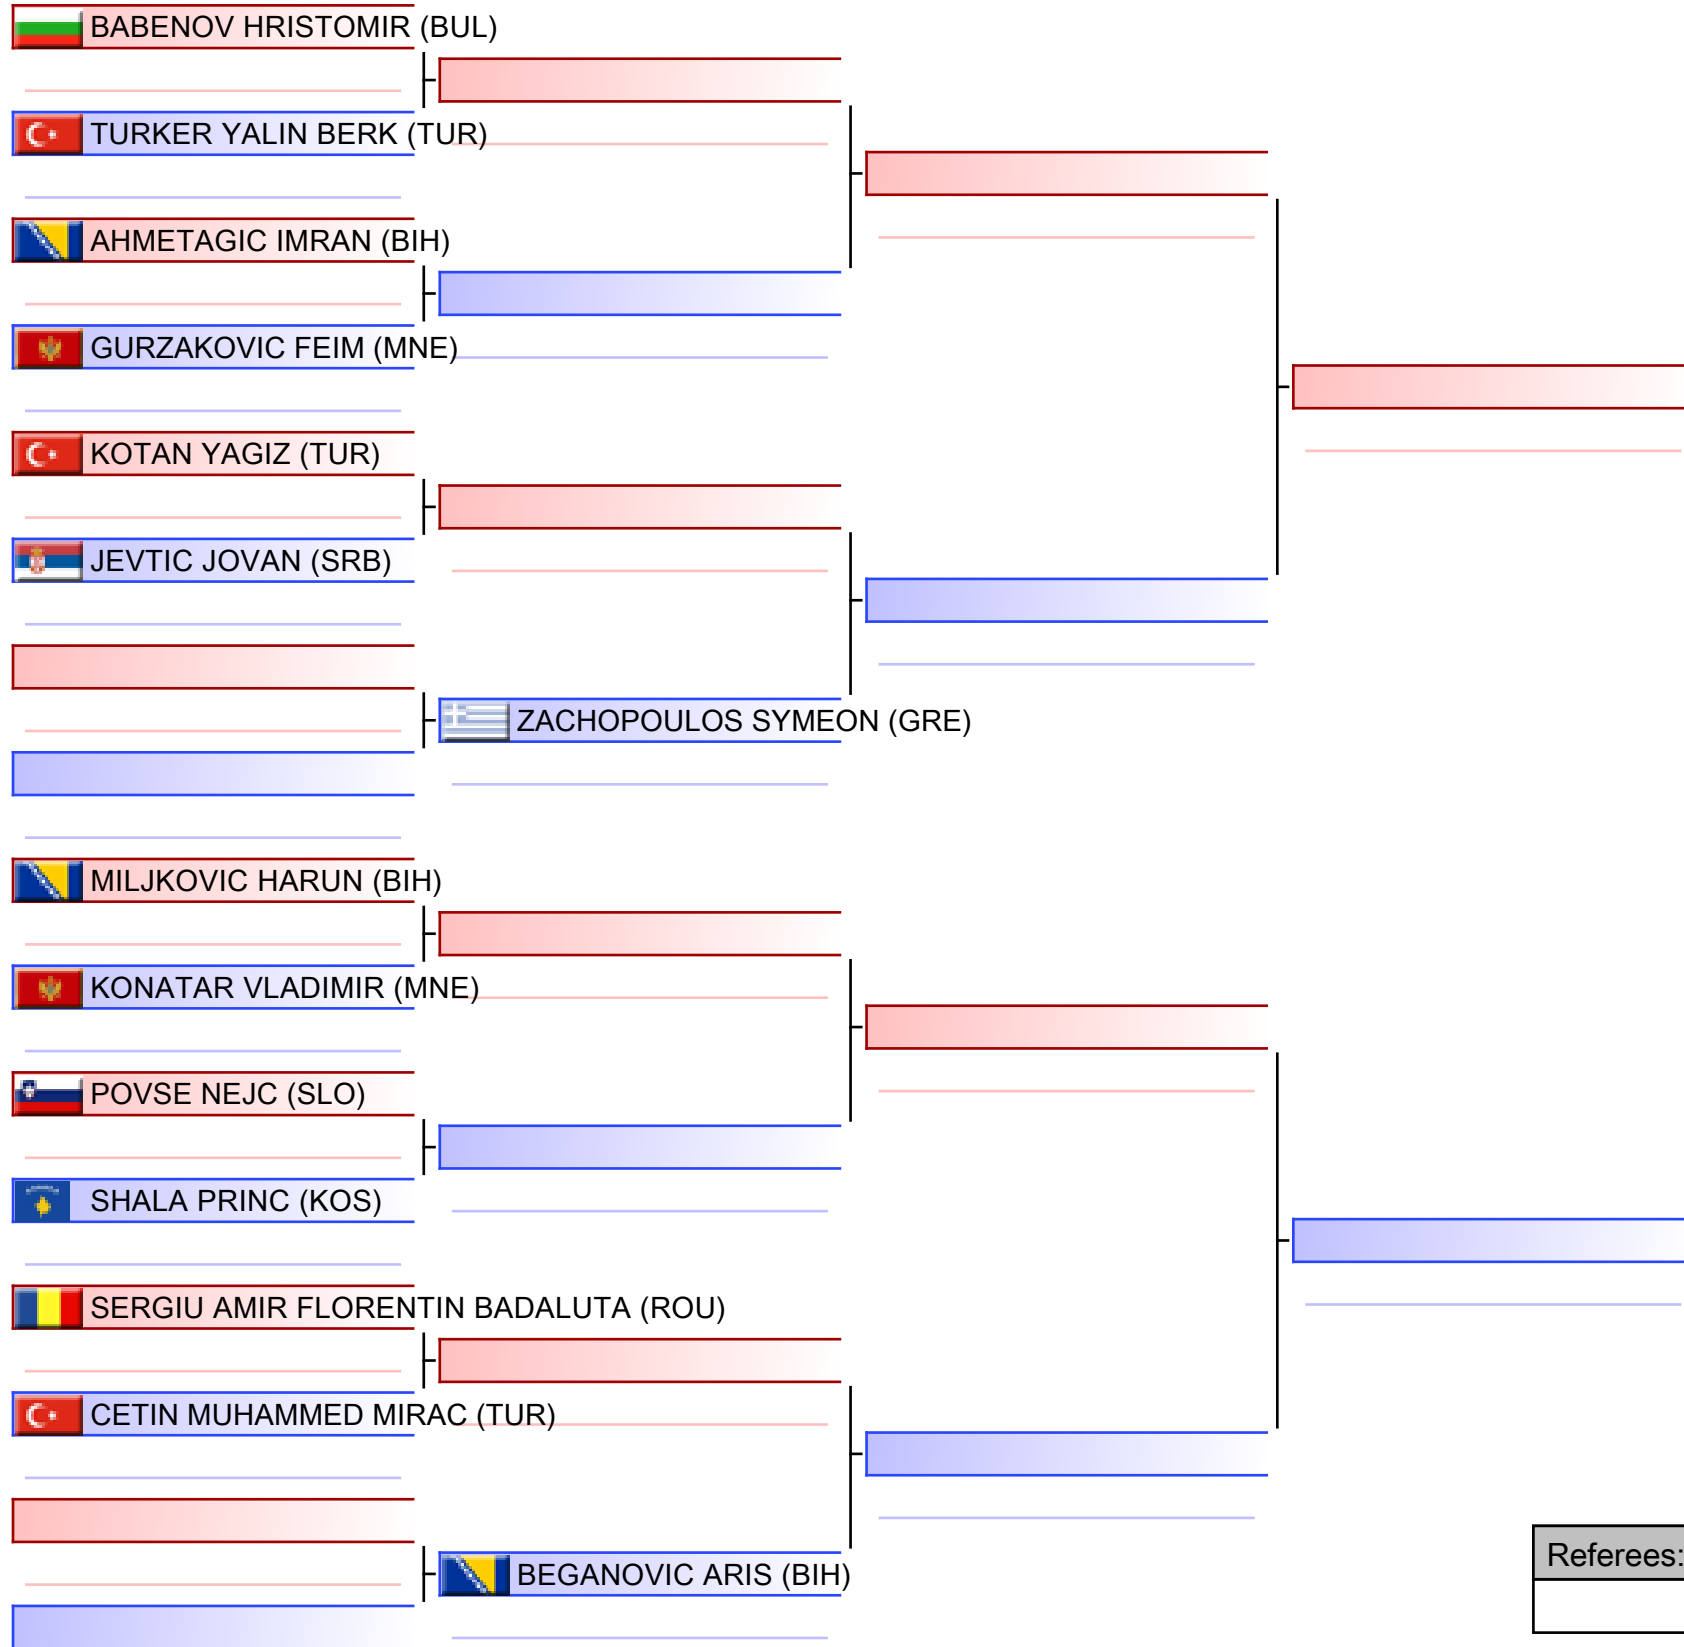 BABENOV HRISTOMIR (BUL)
TURKER YALIN BERK (TUR)
AHMETAGIC IMRAN (BIH)
GURZAKOVIC FEIM (MNE)
KOTAN YAGIZ (TUR)
JEVTIC JOVAN (SRB)
ZACHOPOULOS SYMEON (GRE)
MILJKOVIC HARUN (BIH)
KONATAR VLADIMIR (MNE)
POVSE NEJC (SLO)
SHALA PRINC (KOS)
SERGIU AMIR FLORENTIN BADALUTA (ROU)
CETIN MUHAMMED MIRAC (TUR)
BEGANOVIC ARIS (BIH)
Referees: